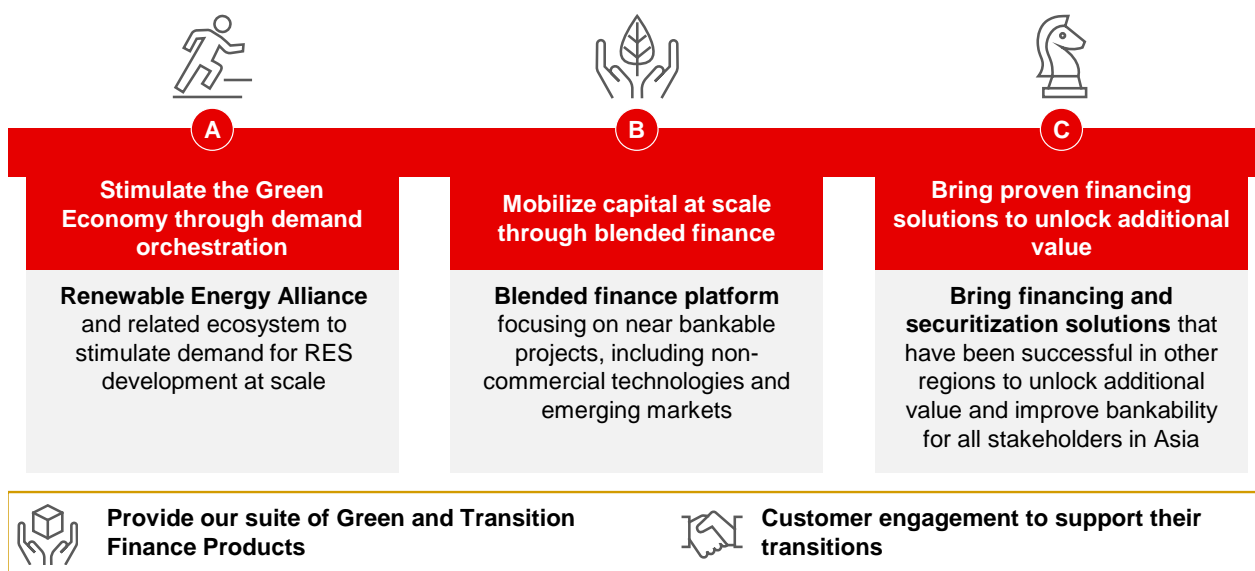 A
Stimulate the Green
Economy through demand
orchestration
Renewable Energy Alliance
and related ecosystem to
stimulate demand for RES
development at scale
B
Mobilize capital at scale
through blended finance
Blended finance platform
focusing on near bankable
projects, including non-
commercial technologies and
emerging markets
C
Bring proven financing
solutions to unlock additional
value
Bring financing and
securitization solutions that
have been successful in other
regions to unlock additional
value and improve bankability
for all stakeholders in Asia
Provide our suite of Green and Transition
Finance Products
Customer engagement to support their
transitions